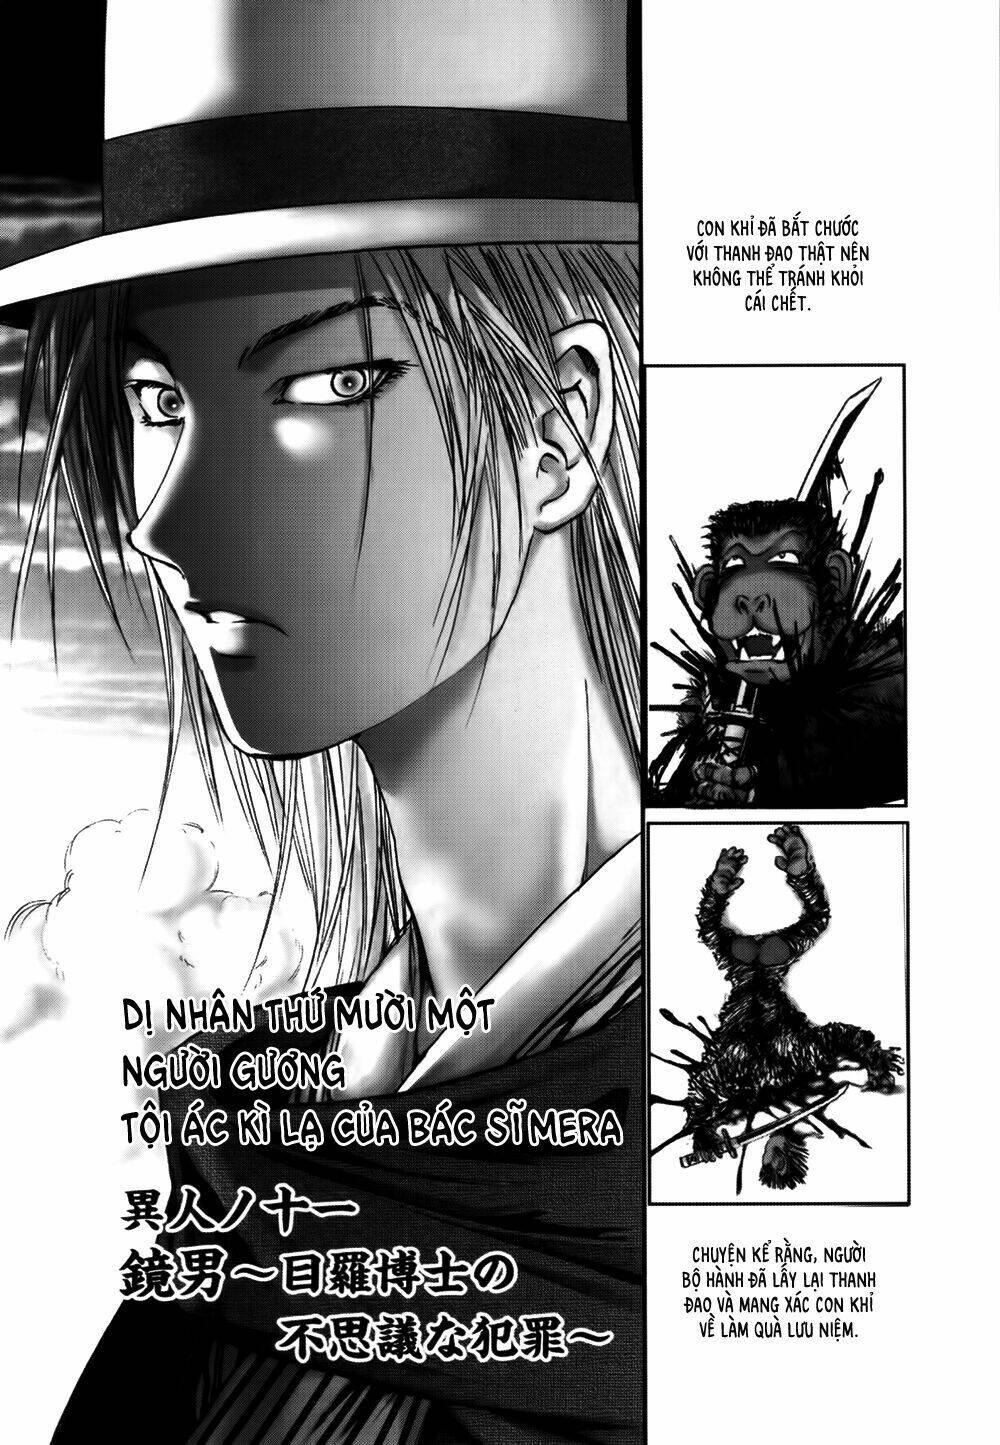 CON KHỈ ĐÃ BẮT CHƯỚC
VỚI THANH ĐAO THẬT NÊN
KHÔNG THỂ TRÁNH KHỎI
CÁI CHẾT.
CHUYỆN KỂ RẰNG, NGƯỜI
BỘ HÀNH ĐÃ LẤY LẠI THANH
ĐAO VÀ MANG XÁC CON KHỈ
VỀ LÀM QUÀ LƯU NIỆM.
DỊ NHÂN THỨ MƯỜI MỘT
NGƯỜI GƯƠNG
TỘI ÁC KÌ LẠ CỦA BÁC SĨ MERA
異人ノ十一
鏡男～目羅博士の
不思議な犯罪～